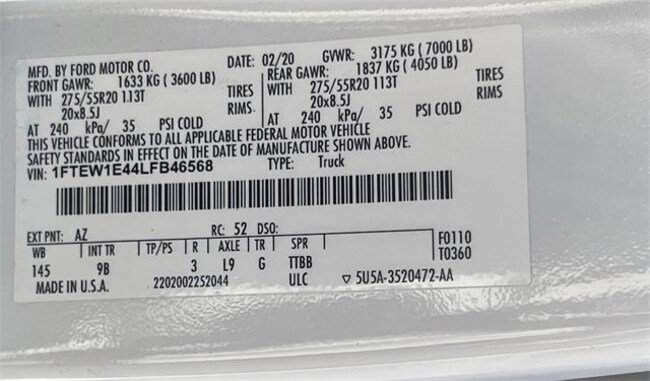 MFD. BY FORD MOTOR CO. DATE: 02/20 GVWR: 3175 KG ( 7000 LB)
FRONT GAWR: 1633 KG ( 3600 LB) REAR GAWR: 1837 KG ( 4050 LB)
WITH 275/55R20 113T TIRES WITH 275/55R20 113T TIRES
20x8.5J RIMS. 20x8.5J RIMS
AT 240 kPa/ 35 PSI COLD AT 240 kPa/ 35 PSI COLD
THIS VEHICLE CONFORMS TO ALL APPLICABLE FEDERAL MOTOR VEHICLE
SAFETY STANDARDS IN EFFECT ON THE DATE OF MANUFACTURE SHOWN ABOVE.
VIN: 1FTEW1E44LFB46568 TYPE: Truck
EXT PNT: AZ RC: 52 DSO:
WB INT TR TP/PS R AXLE TR SPR F0110
145 9B 3 L9 G TTBB T0360
MADE IN U.S.A. 2202002252044 ULC ▽ 5U5A-3520472-AA